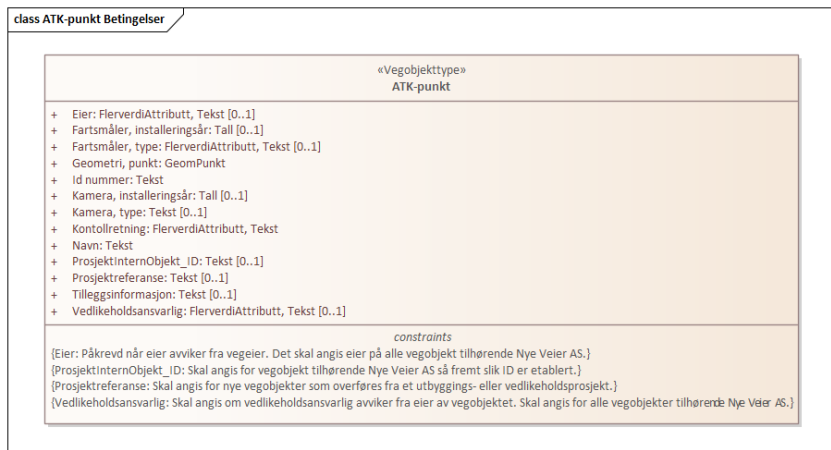 class ATK-punkt Betingelser
«Vegobjekttype»
ATK-punkt
+ Eier: FlerverdiAttributt, Tekst [0..1]
+ Fartsmåler, installeringsår: Tall [0..1]
+ Fartsmåler, type: FlerverdiAttributt, Tekst [0..1]
+ Geometri, punkt: GeomPunkt
+ Id nummer: Tekst
+ Kamera, installeringsår: Tall [0..1]
+ Kamera, type: Tekst [0..1]
+ Kontollretning: FlerverdiAttributt, Tekst
+ Navn: Tekst
+ ProsjektInternObjekt_ID: Tekst [0..1]
+ Prosjektreferanse: Tekst [0..1]
+ Tilleggsinformasjon: Tekst [0..1]
+ Vedlikeholdsansvarlig: FlerverdiAttributt, Tekst [0..1]
constraints
{Eier: Påkrevd når eier avviker fra vegeier. Det skal angis eier på alle vegobjekt tilhørende Nye Veier AS.}
{ProsjektInternObjekt_ID: Skal angis for vegobjekt tilhørende Nye Veier AS så fremt slik ID er etablert.}
{Prosjektreferanse: Skal angis for nye vegobjekter som overføres fra et utbyggings- eller vedlikeholdsprosjekt.}
{Vedlikeholdsansvarlig: Skal angis om vedlikeholdsansvarlig avviker fra eier av vegobjektet. Skal angis for alle vegobjekter tilhørende Nye Veier AS.}